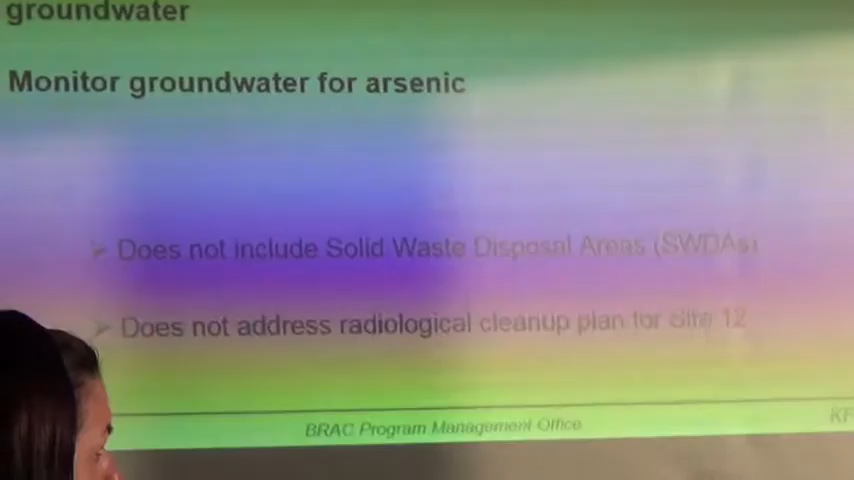 groundwater
Monitor groundwater for arsenic
➢ Does not include Solid Waste Disposal Areas (SWDAs)
➢ Does not address radiological cleanup plan for Site 12
BRAC Program Management Office
KF